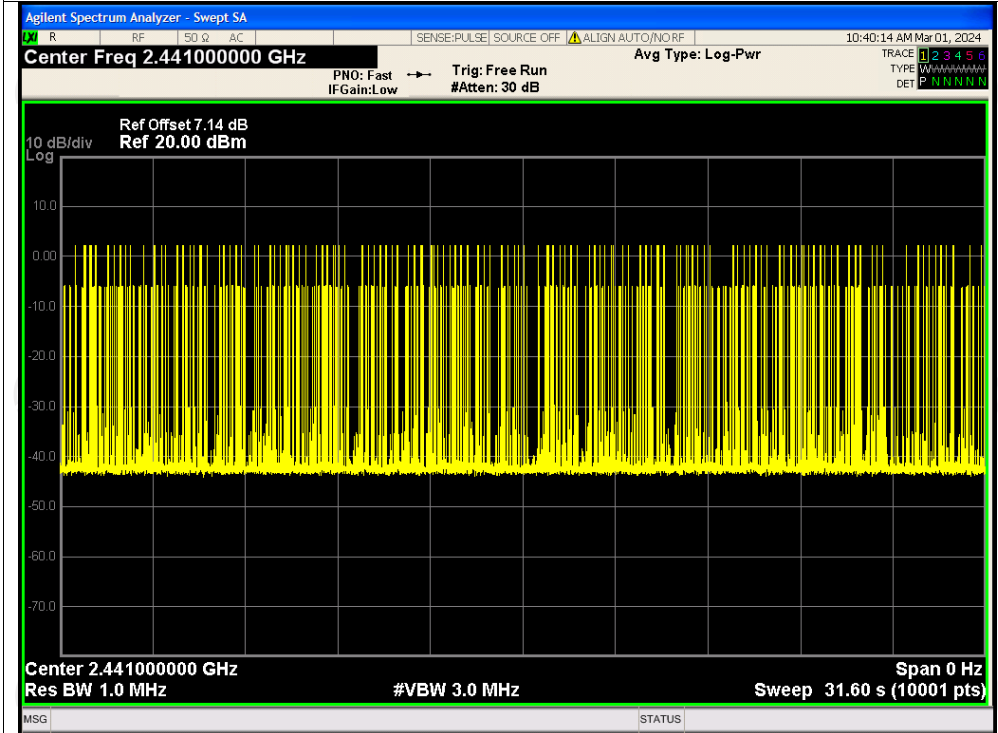 Agilent Spectrum Analyzer - Swept SA
LXI R RF 50 Ω AC SENSE:PULSE SOURCE OFF ALIGN AUTO/NO RF 10:40:14 AM Mar 01, 2024
Center Freq 2.441000000 GHz Avg Type: Log-Pwr TRACE 1 2 3 4 5 6
PNO: Fast Trig: Free Run TYPE W
IFGain:Low #Atten: 30 dB DET P N N N N N
Ref Offset 7.14 dB
10 dB/div Ref 20.00 dBm
Log
10.0
0.00
-10.0
-20.0
-30.0
-40.0
-50.0
-60.0
-70.0
Center 2.441000000 GHz Span 0 Hz
Res BW 1.0 MHz #VBW 3.0 MHz Sweep 31.60 s (10001 pts)
MSG STATUS